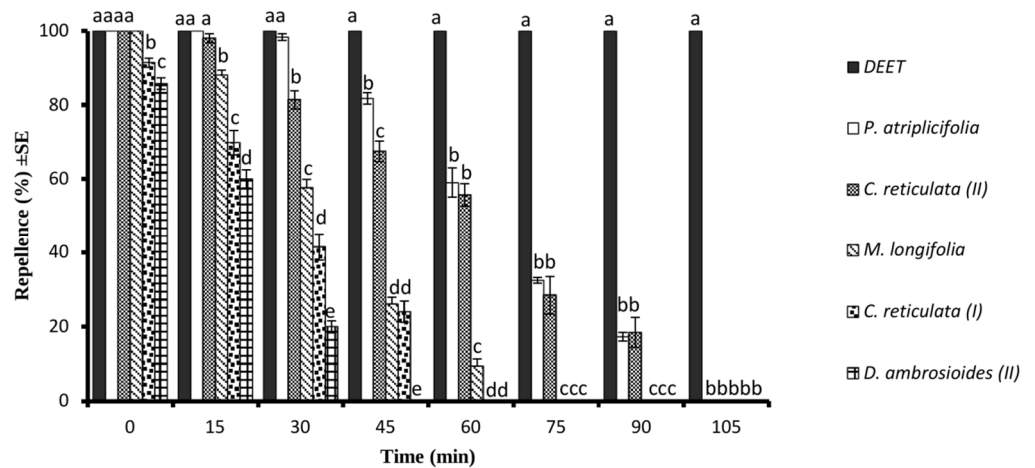 a a a a a
aaaa
b
c
aa a
b
c
d
aa
b
b
d
e
a
b
c
dd
e
a
b b
c
dd
a
bb
ccc
a
bb
ccc
a
bbbbb
100
80
60
40
20
0
Repellence (%) ±SE
0 15 30 45 60 75 90 105
Time (min)
DEET
P. atriplicifolia
C. reticulata (II)
M. longifolia
C. reticulata (I)
D. ambrosioides (II)